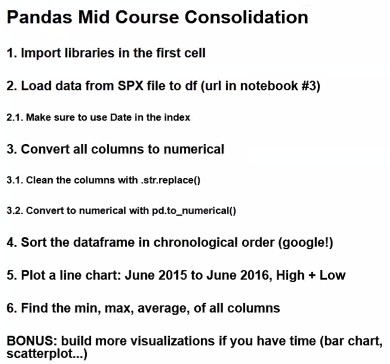 Pandas Mid Course Consolidation
1. Import libraries in the first cell
2. Load data from SPX file to df (url in notebook #3)
2.1. Make sure to use Date in the index
3. Convert all columns to numerical
3.1. Clean the columns with .str.replace()
3.2. Convert to numerical with pd.to_numerical()
4. Sort the dataframe in chronological order (google!)
5. Plot a line chart: June 2015 to June 2016, High + Low
6. Find the min, max, average, of all columns
BONUS: build more visualizations if you have time (bar chart,
scatterplot...)